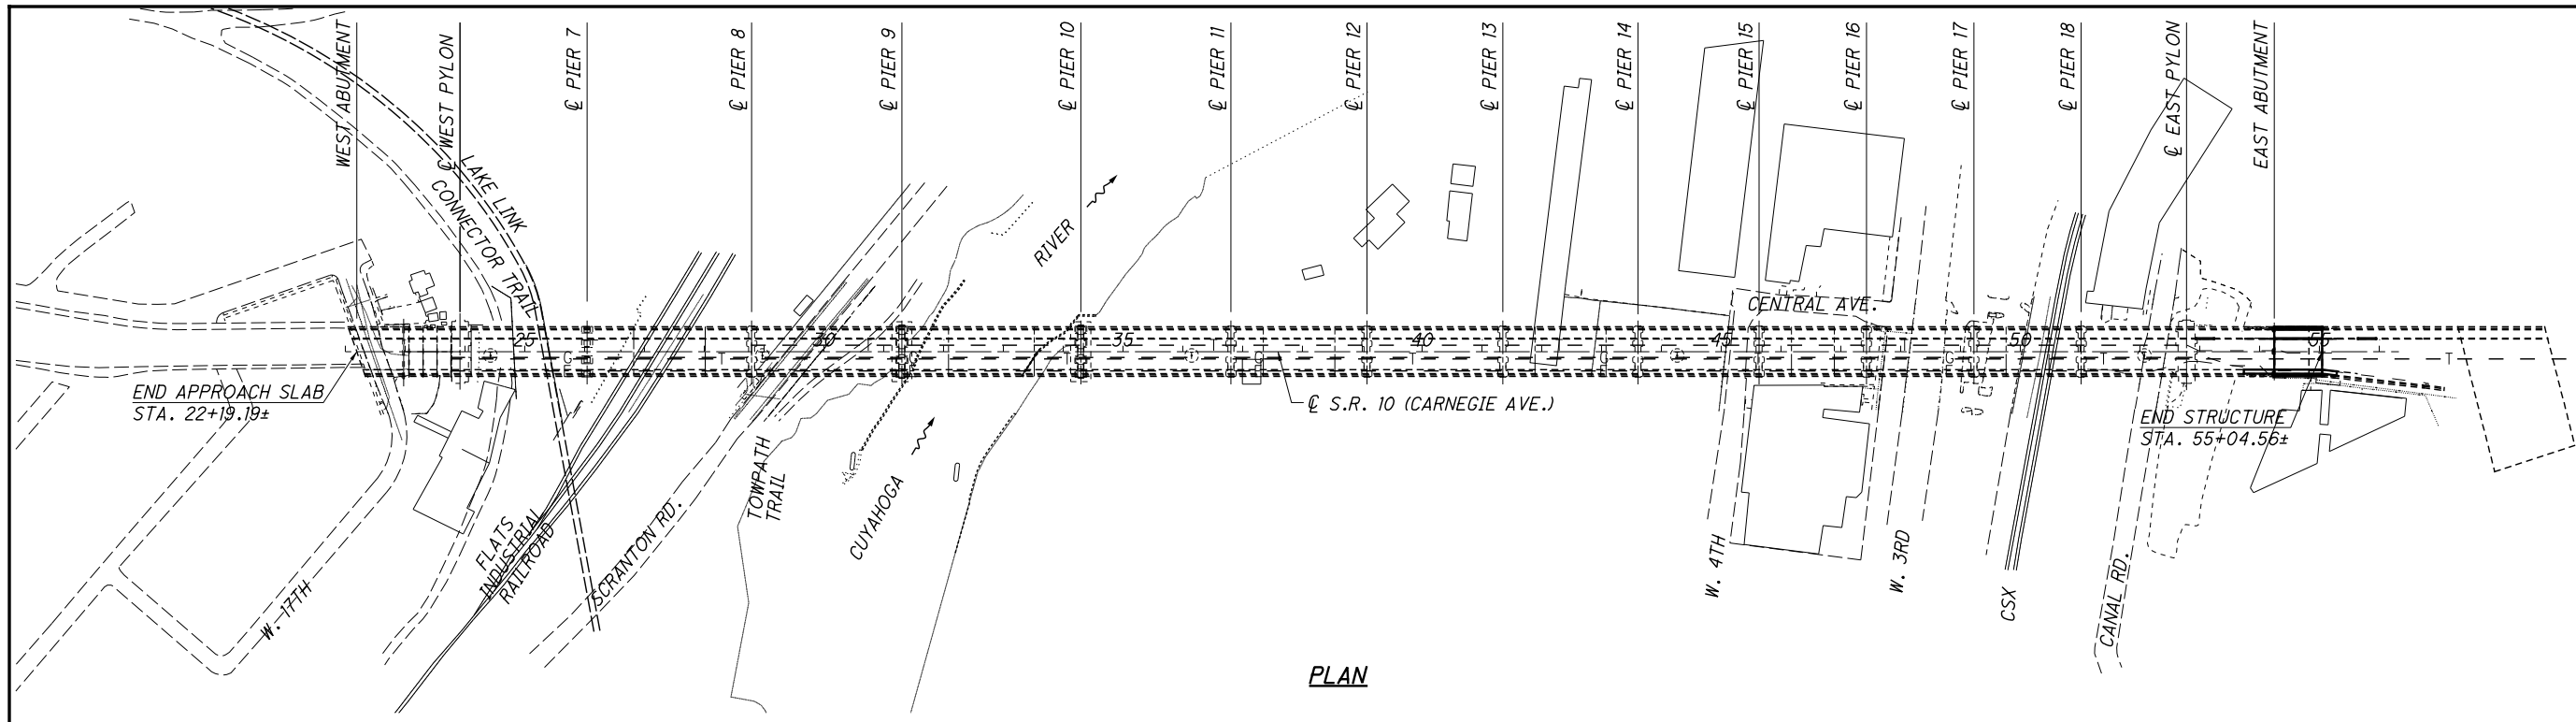 WEST ABUTMENT
℄ WEST PYLON
℄ PIER 7
℄ PIER 8
℄ PIER 9
℄ PIER 10
℄ PIER 11
℄ PIER 12
℄ PIER 13
℄ PIER 14
℄ PIER 15
℄ PIER 16
℄ PIER 17
℄ PIER 18
℄ EAST PYLON
EAST ABUTMENT
LAKE LINK
CONNECTOR TRAIL
RIVER
CENTRAL AVE.
25
30
35
40
45
50
55
G
T
T
G
T
T
T
T
G
T
T
G
T
G
T
T
T
END APPROACH SLAB
STA. 22+19.19±
℄ S.R. 10 (CARNEGIE AVE.)
END STRUCTURE
STA. 55+04.56±
TOWPATH
TRAIL
CUYAHOGA
FLATS
INDUSTRIAL
RAILROAD
SCRANTON RD.
W. 17TH
W. 4TH
W. 3RD
CSX
CANAL RD.
PLAN